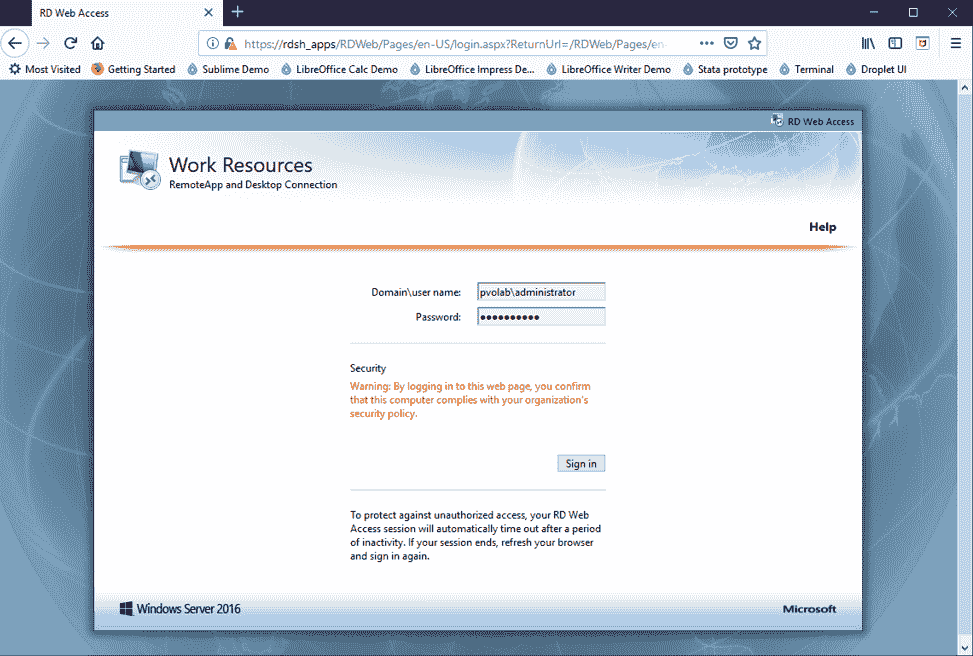 RD Web Access
https://rdsh_apps/RDWeb/Pages/en-US/login.aspx?ReturnUrl=/RDWeb/Pages/en-
Most Visited Getting Started Sublime Demo LibreOffice Calc Demo LibreOffice Impress De... LibreOffice Writer Demo Stata prototype Terminal Droplet UI
RD Web Access
Work Resources
RemoteApp and Desktop Connection
Help
Domain\user name: pvolab\administrator
Password: ••••••••••
Security
Warning: By logging in to this web page, you confirm
that this computer complies with your organization's
security policy.
Sign in
To protect against unauthorized access, your RD Web
Access session will automatically time out after a period
of inactivity. If your session ends, refresh your browser
and sign in again.
Windows Server 2016
Microsoft